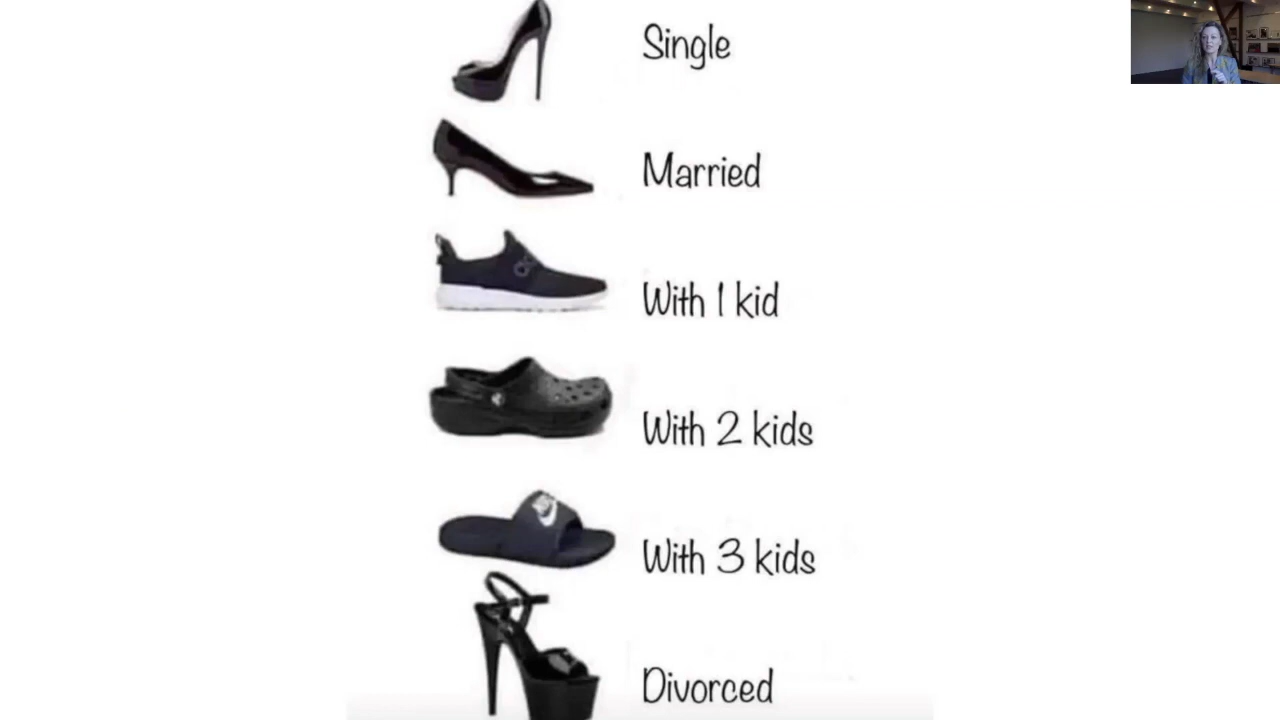 Single
Married
With 1 kid
With 2 kids
With 3 kids
Divorced